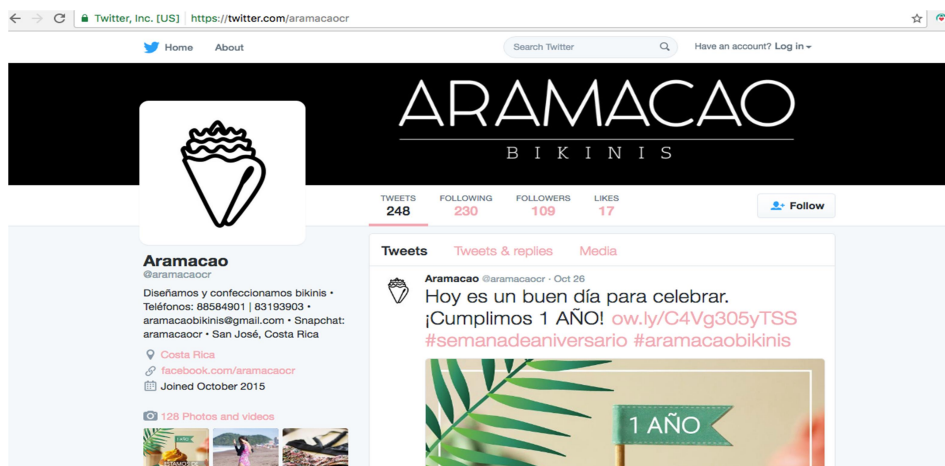 Twitter, Inc. [US] https://twitter.com/aramacaocr
Home About
Search Twitter
Have an account? Log in
ARAMACAO
BIKINIS
TWEETS FOLLOWING FOLLOWERS LIKES
248 230 109 17
Follow
Aramacao
@aramacaocr
Diseñamos y confeccionamos bikinis •
Teléfonos: 88584901 | 83193903 •
aramacaobikinis@gmail.com • Snapchat:
aramacaocr • San José, Costa Rica
Costa Rica
facebook.com/aramacaocr
Joined October 2015
128 Photos and videos
1 AÑO
Tweets Tweets & replies Media
Aramacao @aramacaocr · Oct 26
Hoy es un buen día para celebrar.
¡Cumplimos 1 AÑO! ow.ly/C4Vg305yTSS
#semanadeaniversario #aramacaobikinis
1 AÑO